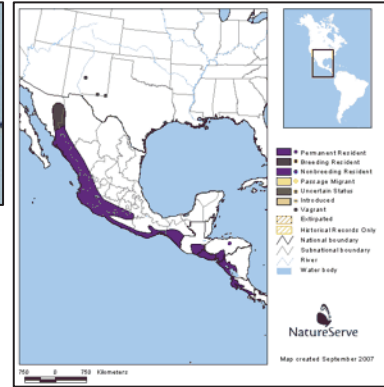 Permanent Resident
Breeding Resident
Nonbreeding Resident
Passage Migrant
Uncertain Status
Introduced
Vagrant
Extirpated
Historical Records Only
National boundary
Subnational boundary
River
Water body
NatureServe
Map created September 2007
750 0 750 Kilometers